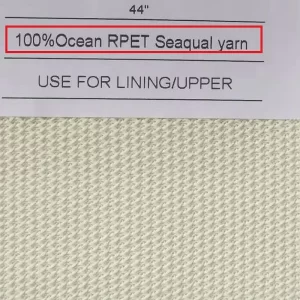 44"
100%Ocean RPET Seaqual yarn
USE FOR LINING/UPPER